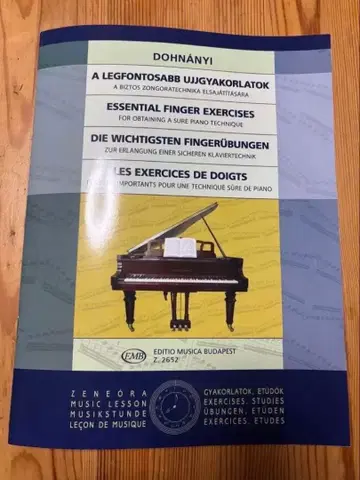 DOHNÁNYI
A LEGFONTOSABB UJJGYAKORLATOK
A BIZTOS ZONGORATECHNIKA ELSAJÁTÍTÁSÁRA
ESSENTIAL FINGER EXERCISES
FOR OBTAINING A SURE PIANO TECHNIQUE
DIE WICHTIGSTEN FINGERÜBUNGEN
ZUR ERLANGUNG EINER SICHEREN KLAVIERTECHNIK
LES EXERCICES DE DOIGTS
IMPORTANTS POUR UNE TECHNIQUE SÛRE DE PIANO
EMB
EDITIO MUSICA BUDAPEST
Z. 2652
ZENEÓRA
MUSIC LESSON
MUSIKSTUNDE
LEÇON DE MUSIQUE
GYAKORLATOK, ETŰDÖK
EXERCISES, STUDIES
ÜBUNGEN, ETÜDEN
EXERCICES, ETUDES